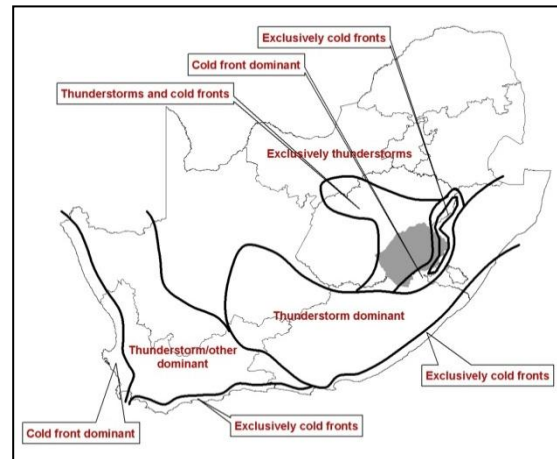 Exclusively cold fronts
Cold front dominant
Thunderstorms and cold fronts
Exclusively thunderstorms
Thunderstorm dominant
Thunderstorm/other
dominant
Exclusively cold fronts
Cold front dominant
Exclusively cold fronts